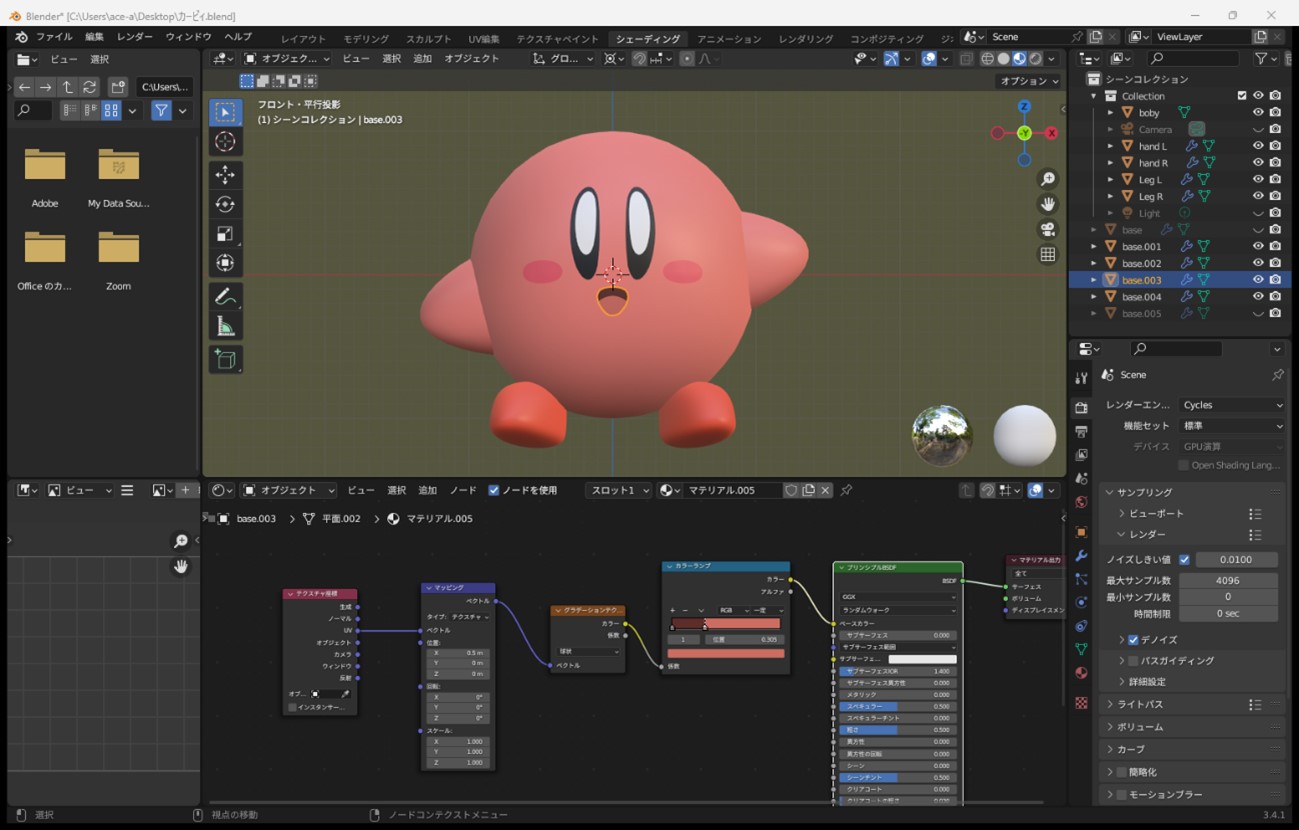 Blender* [C:\Users\ace-a\Desktop\カービィ.blend]
ファイル 編集 レンダー ウィンドウ ヘルプ レイアウト モデリング スカルプト UV編集 テクスチャペイント シェーディング アニメーション レンダリング コンポジティング ジ: Scene ViewLayer
ビュー 選択
オブジェク... ビュー 選択 追加 オブジェクト グロ...
C:\Users\...
オプション
フロント・平行投影
(1) シーンコレクション | base.003
Z
-Y
X
Adobe
My Data Sou...
Office のカ...
Zoom
シーンコレクション
Collection
boby
Camera
hand L
hand R
Leg L
Leg R
Light
base
base.001
base.002
base.003
base.004
base.005
Scene
レンダーエン... Cycles
機能セット 標準
デバイス GPU演算
Open Shading Lang...
サンプリング
ビューポート
レンダー
ノイズしきい値 0.0100
最大サンプル数 4096
最小サンプル数 0
時間制限 0 sec
デノイズ
パスガイディング
詳細設定
ライトパス
ボリューム
カーブ
簡略化
モーションブラー
ビュー
オブジェクト ビュー 選択 追加 ノード ノードを使用 スロット1 マテリアル.005
base.003 平面.002 マテリアル.005
テクスチャ座標
生成
ノーマル
UV
オブジェクト
カメラ
ウィンドウ
反射
オブ...
インスタンサー...
マッピング
ベクトル
タイプ: テクスチャ
ベクトル
位置:
X 0.5 m
Y 0 m
Z 0 m
回転:
X 0°
Y 0°
Z 0°
スケール:
X 1.000
Y 1.000
Z 1.000
グラデーションテク...
カラー
係数
球状
ベクトル
カラーランプ
カラー
アルファ
RGB 一定
1 位置 0.305
係数
プリンシプルBSDF
BSDF
GGX
ランダムウォーク
ベースカラー
サブサーフェス 0.000
サブサーフェス範囲
サブサーフェ...
サブサーフェスIOR 1.400
サブサーフェス異方性 0.000
メタリック 0.000
スペキュラー 0.500
スペキュラーチント 0.000
粗さ 0.500
異方性 0.000
異方性の回転 0.000
シーン 0.000
シーンチント 0.500
クリアコート 0.000
クリアコートの粗さ 0.030
マテリアル出力
全て
サーフェス
ボリューム
ディスプレイスメン
選択 視点の移動 ノードコンテクストメニュー 3.4.1